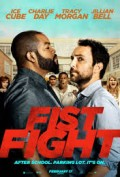 ICE CUBE CHARLIE DAY TRACY MORGAN JILLIAN BELL
FIST
FIGHT
AFTER SCHOOL. PARKING LOT. IT'S ON.
FEBRUARY 17